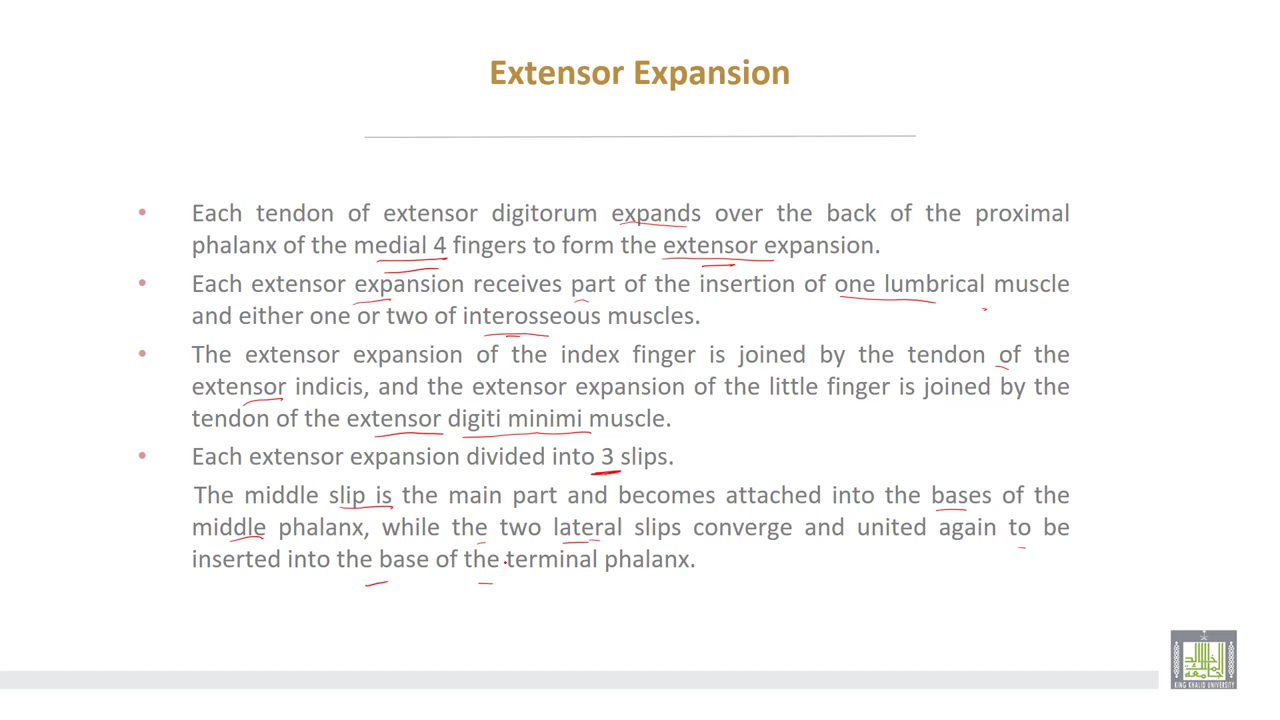 Extensor Expansion
• Each tendon of extensor digitorum expands over the back of the proximal
phalanx of the medial 4 fingers to form the extensor expansion.
• Each extensor expansion receives part of the insertion of one lumbrical muscle
and either one or two of interosseous muscles.
• The extensor expansion of the index finger is joined by the tendon of the
extensor indicis, and the extensor expansion of the little finger is joined by the
tendon of the extensor digiti minimi muscle.
• Each extensor expansion divided into 3 slips.
The middle slip is the main part and becomes attached into the bases of the
middle phalanx, while the two lateral slips converge and united again to be
inserted into the base of the terminal phalanx.
KING KHALID UNIVERSITY